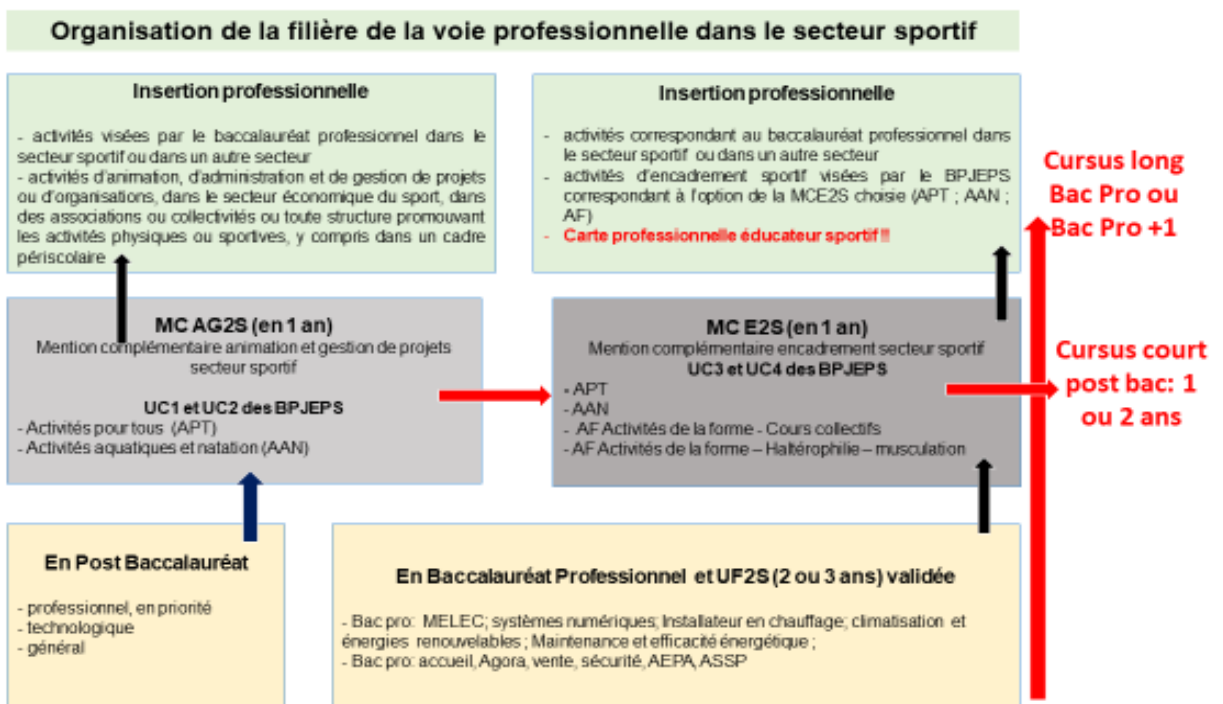 Organisation de la filière de la voie professionnelle dans le secteur sportif
Insertion professionnelle
- activités visées par le baccalauréat professionnel dans le
secteur sportif ou dans un autre secteur
- activités d'animation, d'administration et de gestion de projets
ou d'organisations, dans le secteur économique du sport, dans
des associations ou collectivités ou toute structure promouvant
les activités physiques ou sportives, y compris dans un cadre
périscolaire
Insertion professionnelle
- activités correspondant au baccalauréat professionnel dans
le secteur sportif ou dans un autre secteur
- activités d'encadrement sportif visées par le BPJEPS
correspondant à l'option de la MCE2S choisie (APT ; AAN ;
AF)
- Carte professionnelle éducateur sportif!!
Cursus long
Bac Pro ou
Bac Pro +1
MC AG2S (en 1 an)
Mention complémentaire animation et gestion de projets
secteur sportif
UC1 et UC2 des BPJEPS
- Activités pour tous (APT)
- Activités aquatiques et natation (AAN)
MC E2S (en 1 an)
Mention complémentaire encadrement secteur sportif
UC3 et UC4 des BPJEPS
- APT
- AAN
- AF Activités de la forme - Cours collectifs
- AF Activités de la forme – Haltérophilie – musculation
Cursus court
post bac: 1
ou 2 ans
En Post Baccalauréat
- professionnel, en priorité
- technologique
- général
En Baccalauréat Professionnel et UF2S (2 ou 3 ans) validée
- Bac pro: MELEC; systèmes numériques; Installateur en chauffage; climatisation et
énergies renouvelables ; Maintenance et efficacité énergétique ;
- Bac pro: accueil, Agora, vente, sécurité, AEPA, ASSP